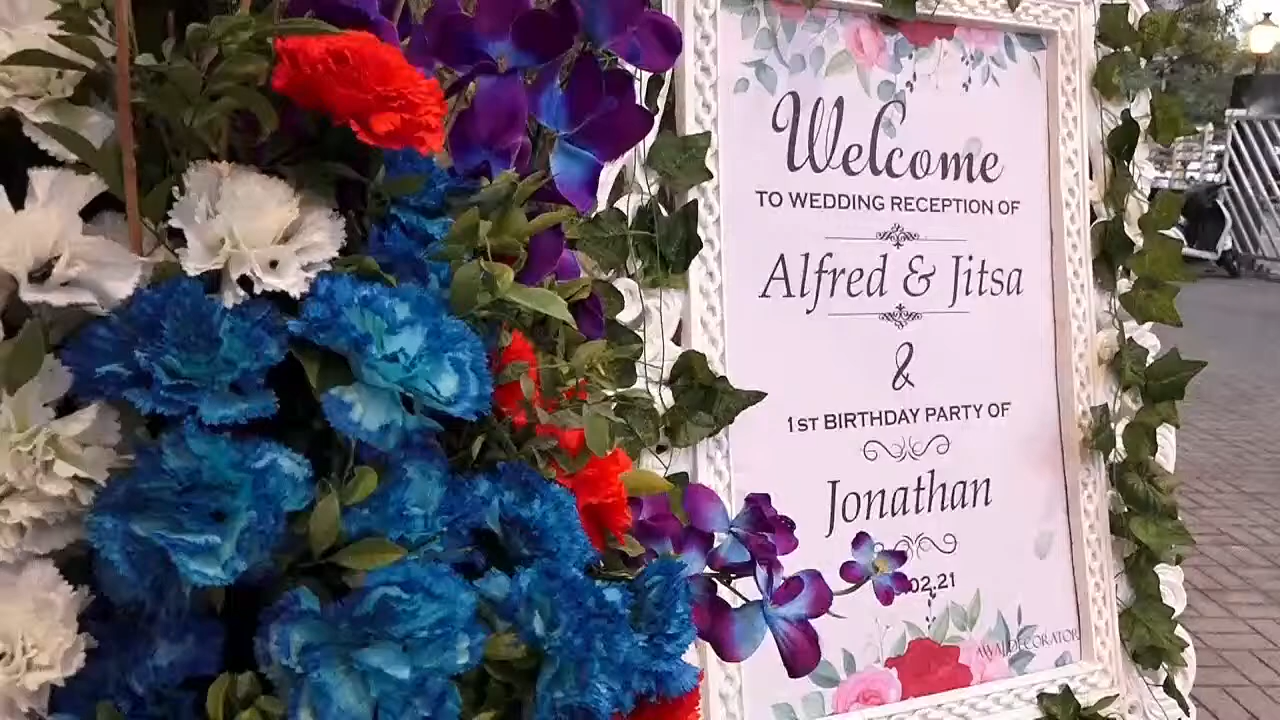 Welcome
TO WEDDING RECEPTION OF
Alfred & Jitsa
&
1ST BIRTHDAY PARTY OF
Jonathan
02.21